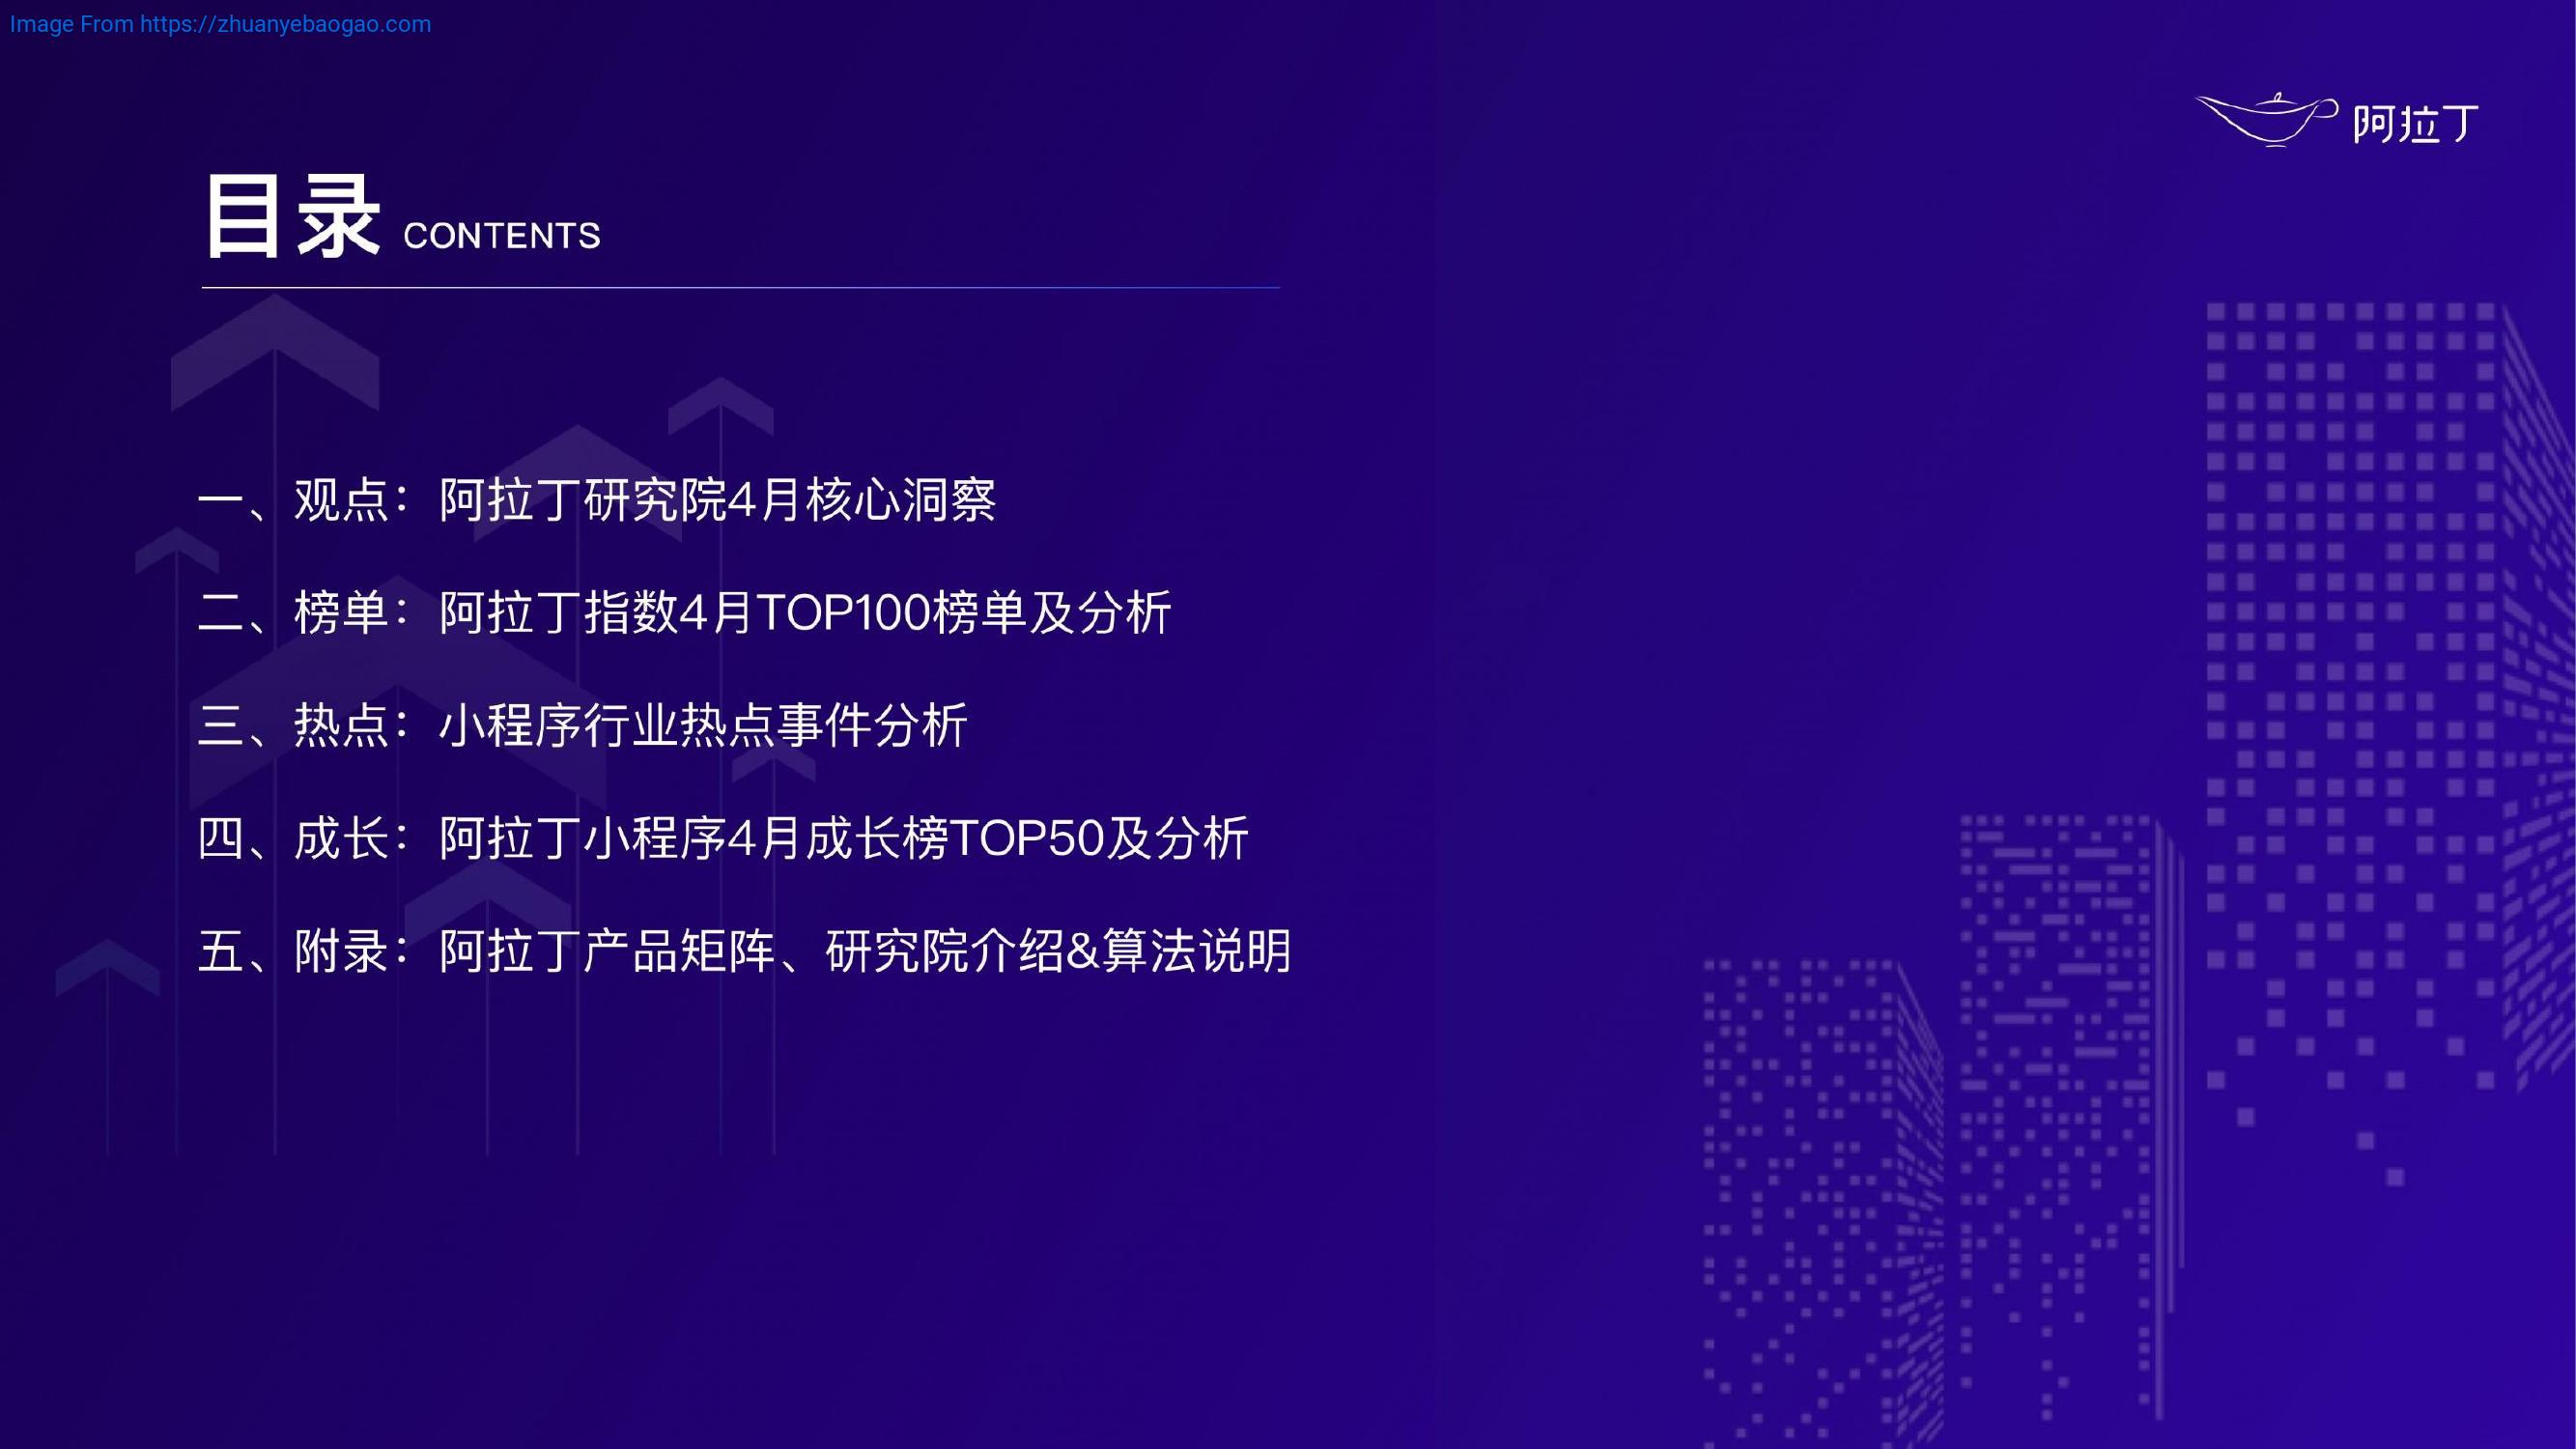 Image From https://zhuanyebaogao.com
阿拉丁
目录 CONTENTS
一、观点：阿拉丁研究院4月核心洞察
二、榜单：阿拉丁指数4月TOP100榜单及分析
三、热点：小程序行业热点事件分析
四、成长：阿拉丁小程序4月成长榜TOP50及分析
五、附录：阿拉丁产品矩阵、研究院介绍&算法说明